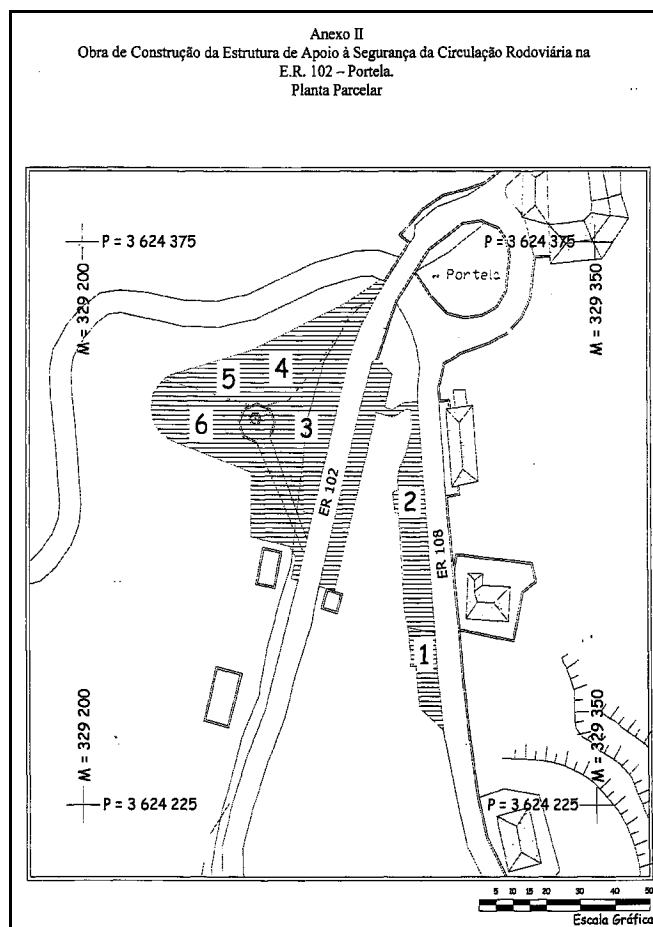 Anexo II
Obra de Construção da Estrutura de Apoio à Segurança da Circulação Rodoviária na
E.R. 102 – Portela.
Planta Parcelar
P = 3 624 375
P = 3 624 375
M = 329 200
M = 329 350
Portela
4
5
6
3
2
ER 102
ER 108
1
M = 329 200
M = 329 350
P = 3 624 225
P = 3 624 225
5 10 15 20 30 40 50
Escala Gráfica